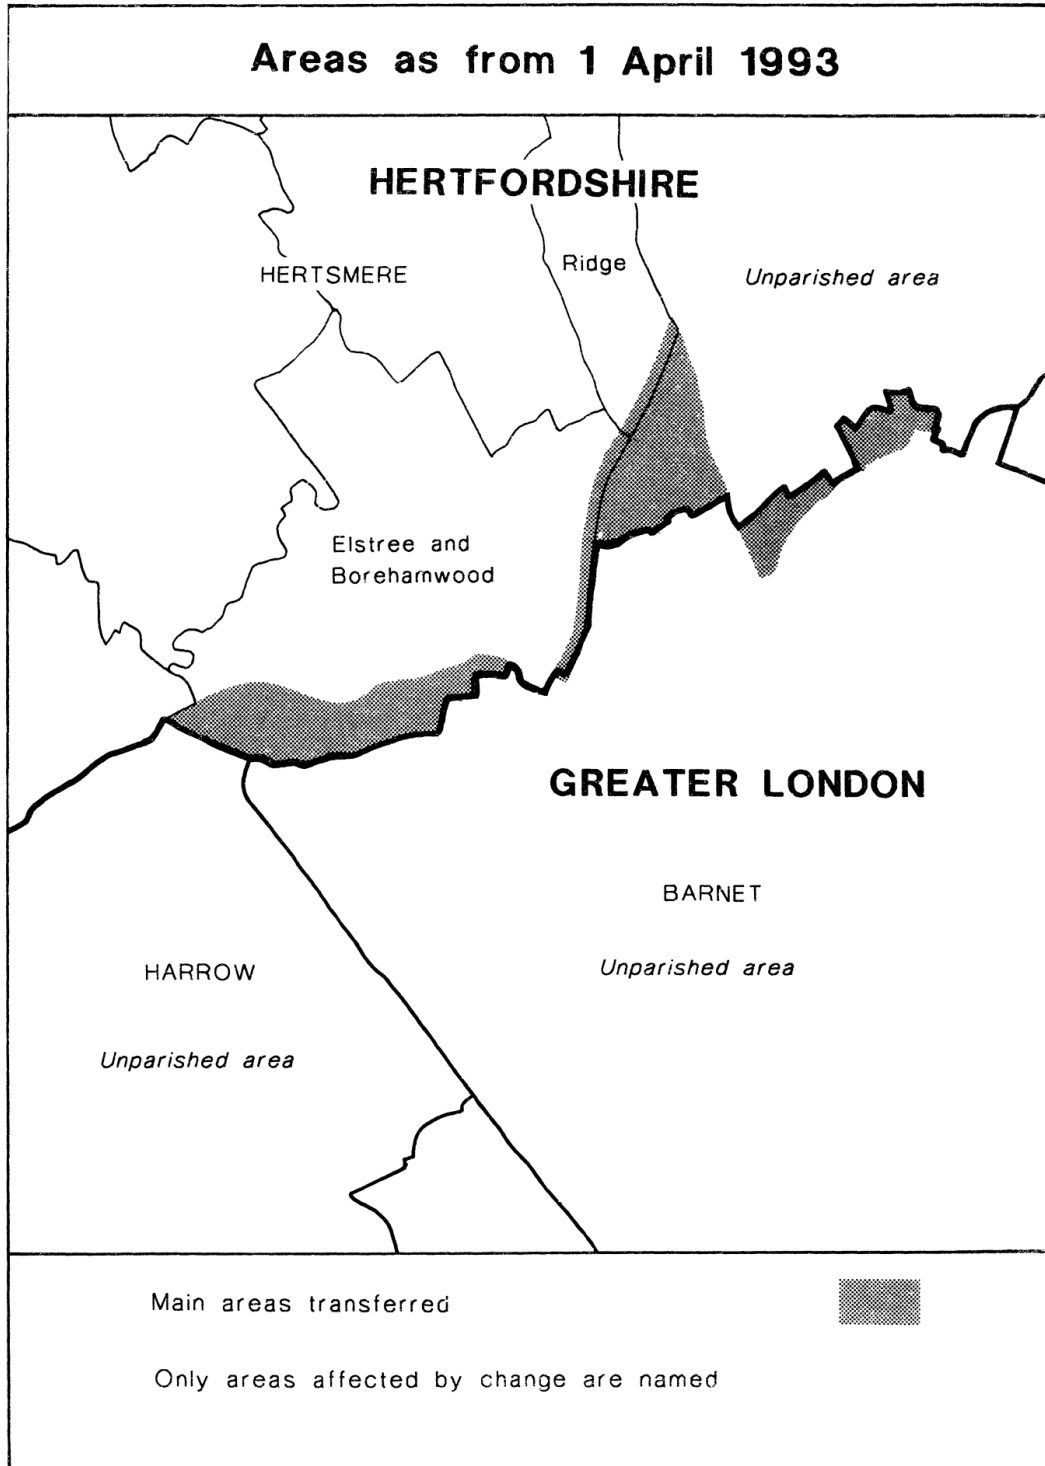 Areas as from 1 April 1993
HERTFORDSHIRE
Ridge
HERTSMERE
Unparished area
Elstree and
Borehamwood
GREATER LONDON
BARNET
Unparished area
HARROW
Unparished area
Main areas transferred
Only areas affected by change are named